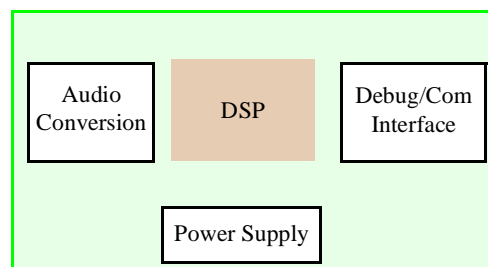 Audio
Conversion
DSP
Debug/Com
Interface
Power Supply